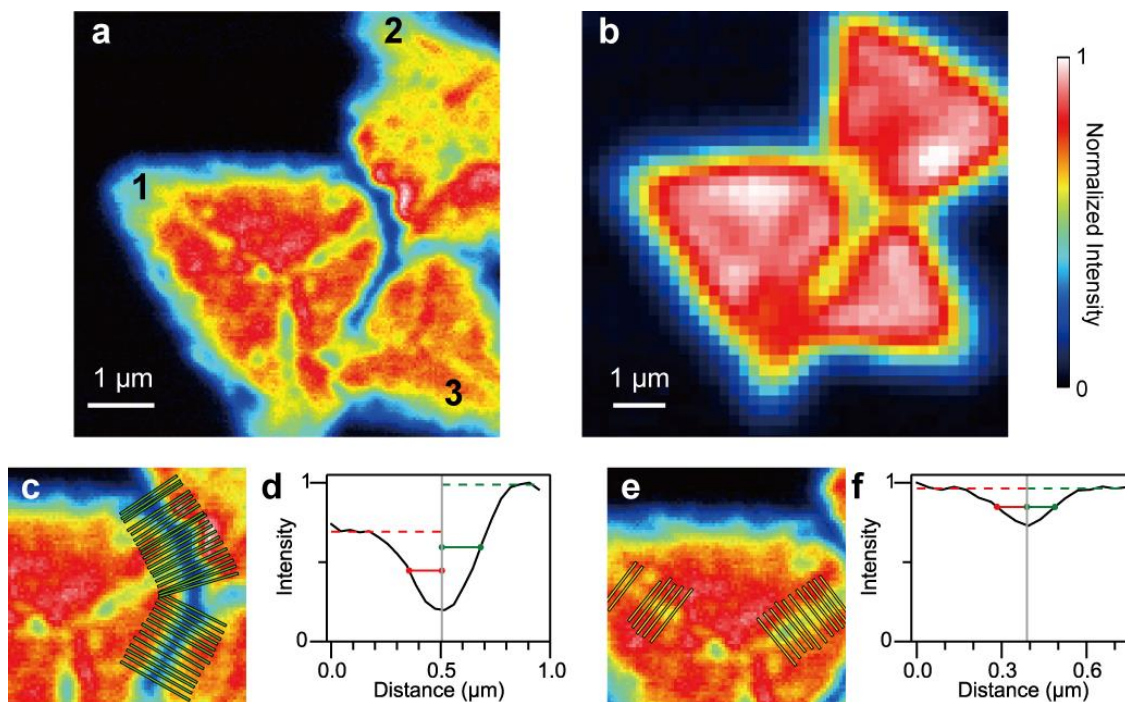 a
1
2
3
1 μm
b
1 μm
1
Normalized Intensity
0
c
d
1
Intensity
0
0.0
0.5
1.0
Distance (μm)
e
f
1
Intensity
0
0.0
0.3
0.6
Distance (μm)